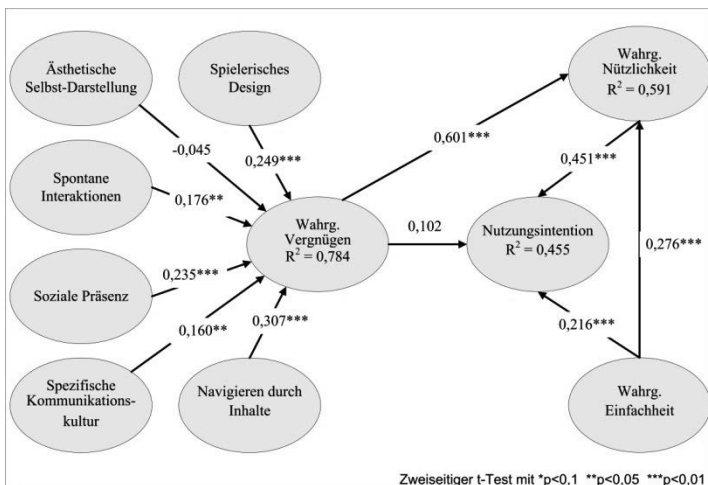 Ästhetische
Selbst-Darstellung
Spielerisches
Design
Wahrg.
Nützlichkeit
R² = 0,591
-0,045
0,249***
0,601***
0,451***
Spontane
Interaktionen
0,176**
Wahrg.
Vergnügen
R² = 0,784
0,102
Nutzungsintention
R² = 0,455
0,276***
Soziale Präsenz
0,235***
0,160**
0,307***
0,216***
Spezifische
Kommunikations-
kultur
Navigieren durch
Inhalte
Wahrg.
Einfachheit
Zweiseitiger t-Test mit *p<0,1 **p<0,05 ***p<0,01